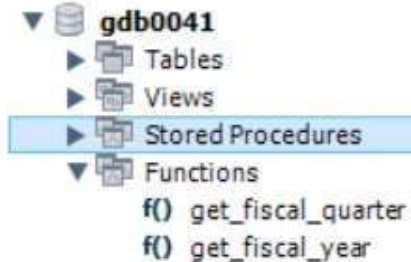 gdb0041
Tables
Views
Stored Procedures
Functions
f() get_fiscal_quarter
f() get_fiscal_year